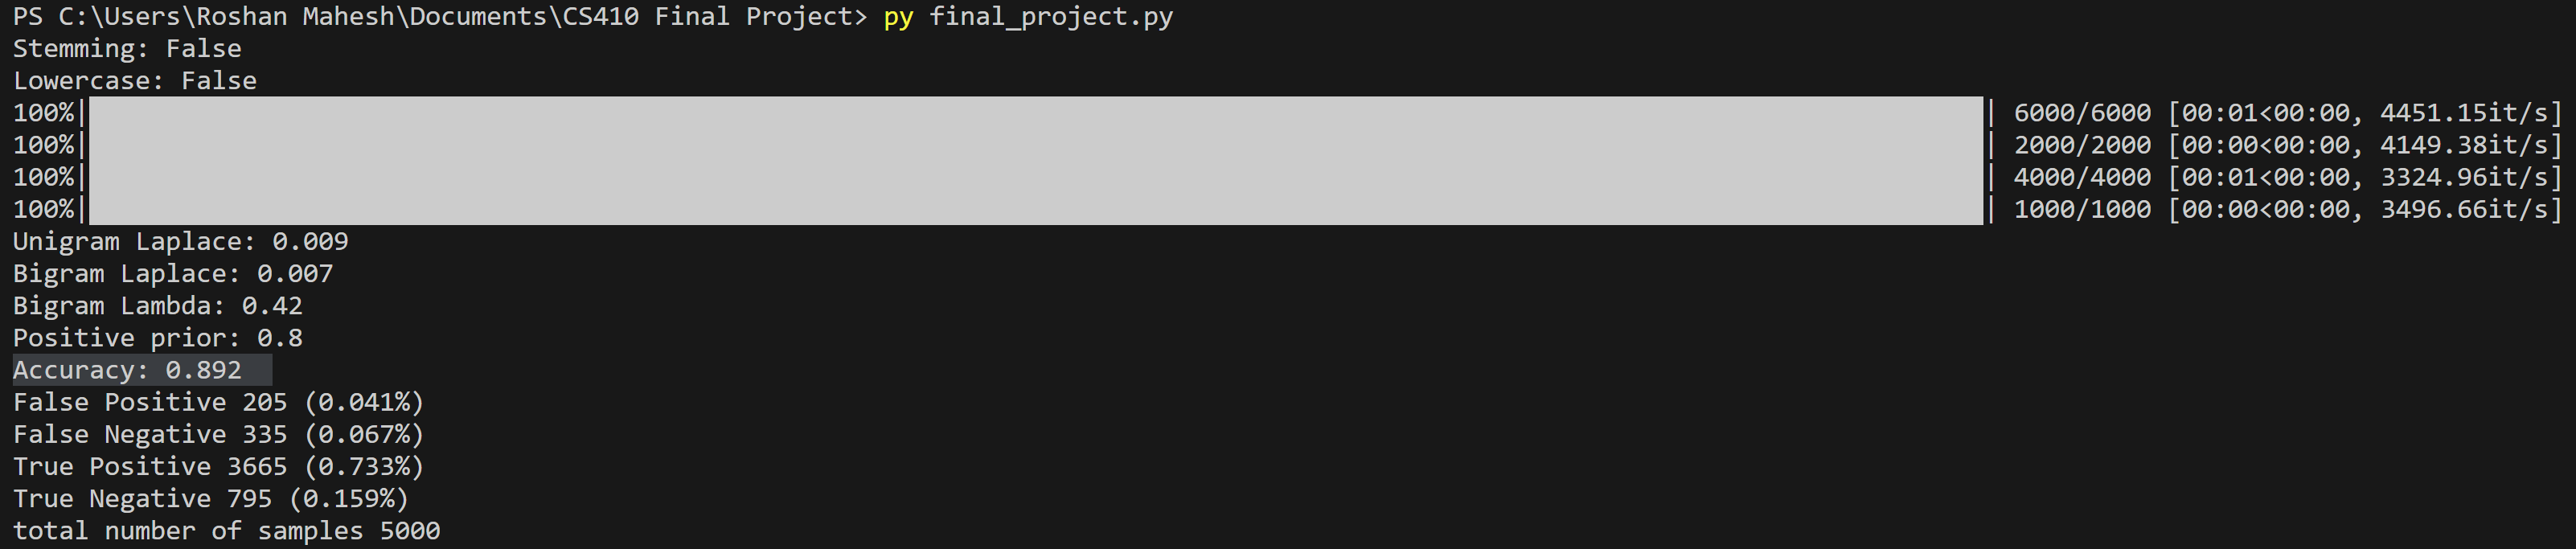 PS C:\Users\Roshan Mahesh\Documents\CS410 Final Project> py final_project.py
Stemming: False
Lowercase: False
100%|| 6000/6000 [00:01<00:00, 4451.15it/s]
100%|| 2000/2000 [00:00<00:00, 4149.38it/s]
100%|| 4000/4000 [00:01<00:00, 3324.96it/s]
100%|| 1000/1000 [00:00<00:00, 3496.66it/s]
Unigram Laplace: 0.009
Bigram Laplace: 0.007
Bigram Lambda: 0.42
Positive prior: 0.8
Accuracy: 0.892
False Positive 205 (0.041%)
False Negative 335 (0.067%)
True Positive 3665 (0.733%)
True Negative 795 (0.159%)
total number of samples 5000